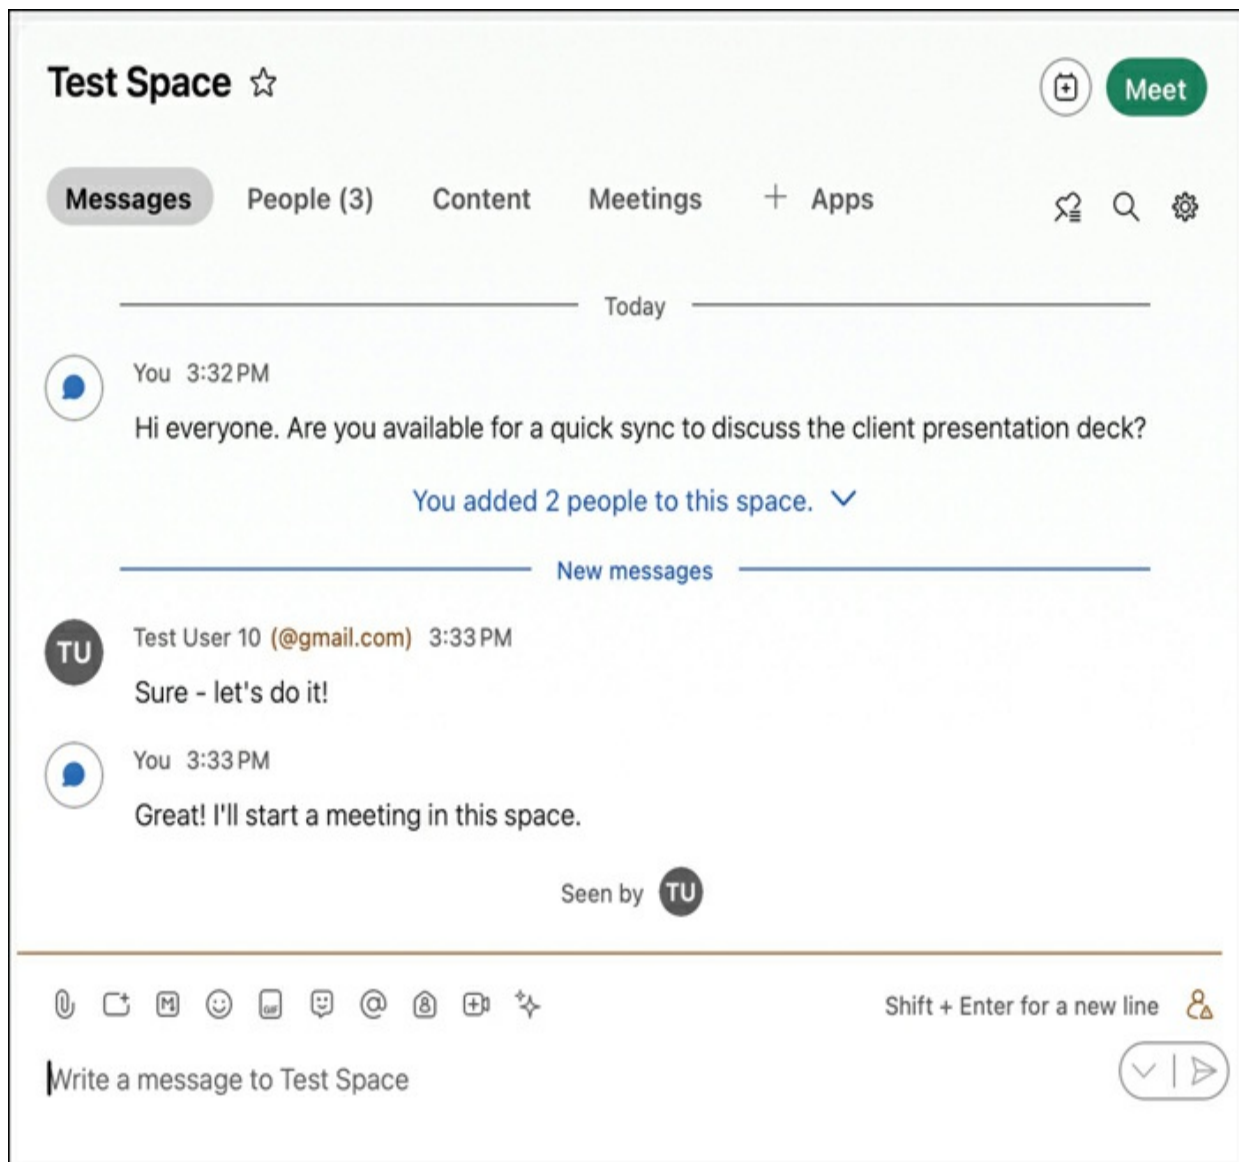 Test Space
Meet
Messages People (3) Content Meetings + Apps
Today
You 3:32 PM
Hi everyone. Are you available for a quick sync to discuss the client presentation deck?
You added 2 people to this space.
New messages
TU
Test User 10 (@gmail.com) 3:33 PM
Sure - let's do it!
You 3:33 PM
Great! I'll start a meeting in this space.
Seen by TU
M GIF @ 8 Shift + Enter for a new line
Write a message to Test Space